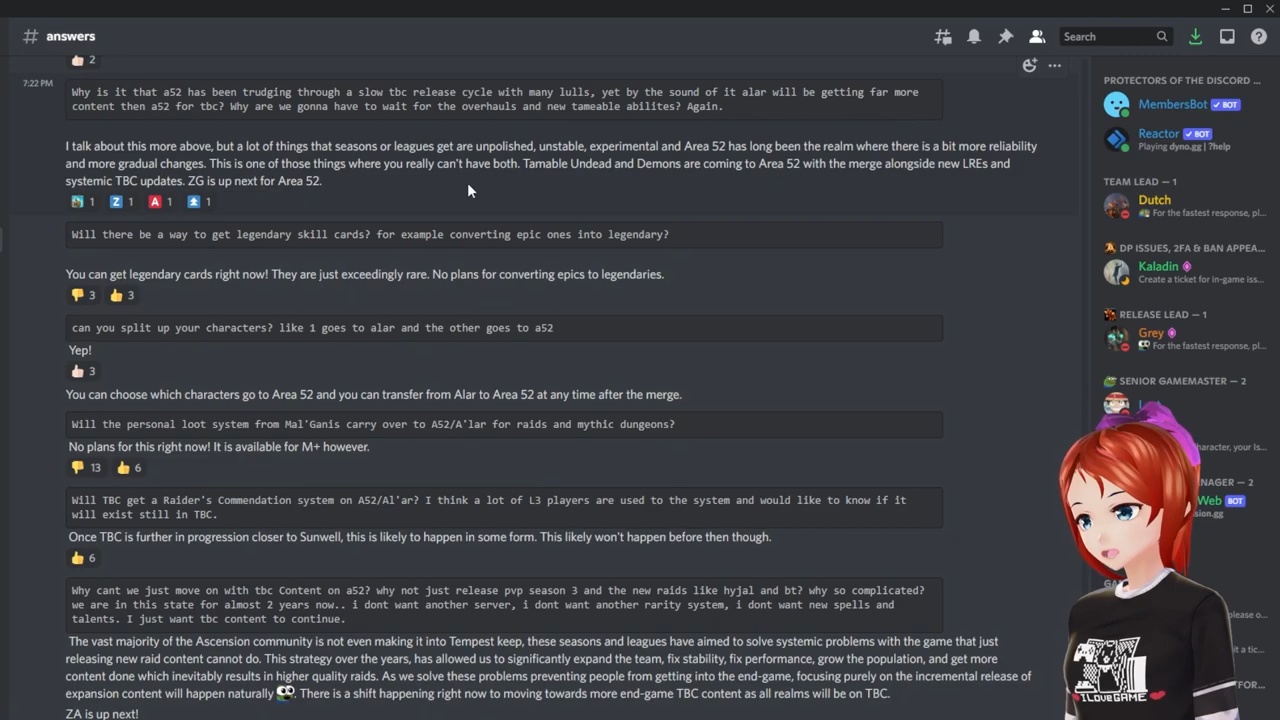 # answers
Search
2
7:22 PM
Why is it that a52 has been trudging through a slow tbc release cycle with many lulls, yet by the sound of it alar will be getting far more
content then a52 for tbc? Why are we gonna have to wait for the overhauls and new tameable abilites? Again.
I talk about this more above, but a lot of things that seasons or leagues get are unpolished, unstable, experimental and Area 52 has long been the realm where there is a bit more reliability
and more gradual changes. This is one of those things where you really can't have both. Tamable Undead and Demons are coming to Area 52 with the merge alongside new LREs and
systemic TBC updates. ZG is up next for Area 52.
1 Z 1 A 1 1
Will there be a way to get legendary skill cards? for example converting epic ones into legendary?
You can get legendary cards right now! They are just exceedingly rare. No plans for converting epics to legendaries.
3 3
can you split up your characters? like 1 goes to alar and the other goes to a52
Yep!
3
You can choose which characters go to Area 52 and you can transfer from Alar to Area 52 at any time after the merge.
Will the personal loot system from Mal'Ganis carry over to A52/A'lar for raids and mythic dungeons?
No plans for this right now! It is available for M+ however.
13 6
Will TBC get a Raider's Commendation system on A52/Al'ar? I think a lot of L3 players are used to the system and would like to know if it
will exist still in TBC.
Once TBC is further in progression closer to Sunwell, this is likely to happen in some form. This likely won't happen before then though.
6
Why cant we just move on with tbc Content on a52? why not just release pvp season 3 and the new raids like hyjal and bt? why so complicated?
we are in this state for almost 2 years now.. i dont want another server, i dont want another rarity system, i dont want new spells and
talents. I just want tbc content to continue.
The vast majority of the Ascension community is not even making it into Tempest keep, these seasons and leagues have aimed to solve systemic problems with the game that just
releasing new raid content cannot do. This strategy over the years, has allowed us to significantly expand the team, fix stability, fix performance, grow the population, and get more
content done which inevitably results in higher quality raids. As we solve these problems preventing people from getting into the end-game, focusing purely on the incremental release of
expansion content will happen naturally. There is a shift happening right now to moving towards more end-game TBC content as all realms will be on TBC.
ZA is up next!
PROTECTORS OF THE DISCORD ...
MembersBot ✓ BOT
Reactor ✓ BOT
Playing dyno.gg | ?help
TEAM LEAD — 1
Dutch
For the fastest response, pl...
DP ISSUES, 2FA & BAN APPEA...
Kaladin
Create a ticket for in-game iss...
RELEASE LEAD — 1
Grey
For the fastest response, pl...
SENIOR GAMEMASTER — 2
haracter, your Is...
NAGER — 2
Web BOT
sion.gg
please o
it a tic...
FOR...
I LoveGAME